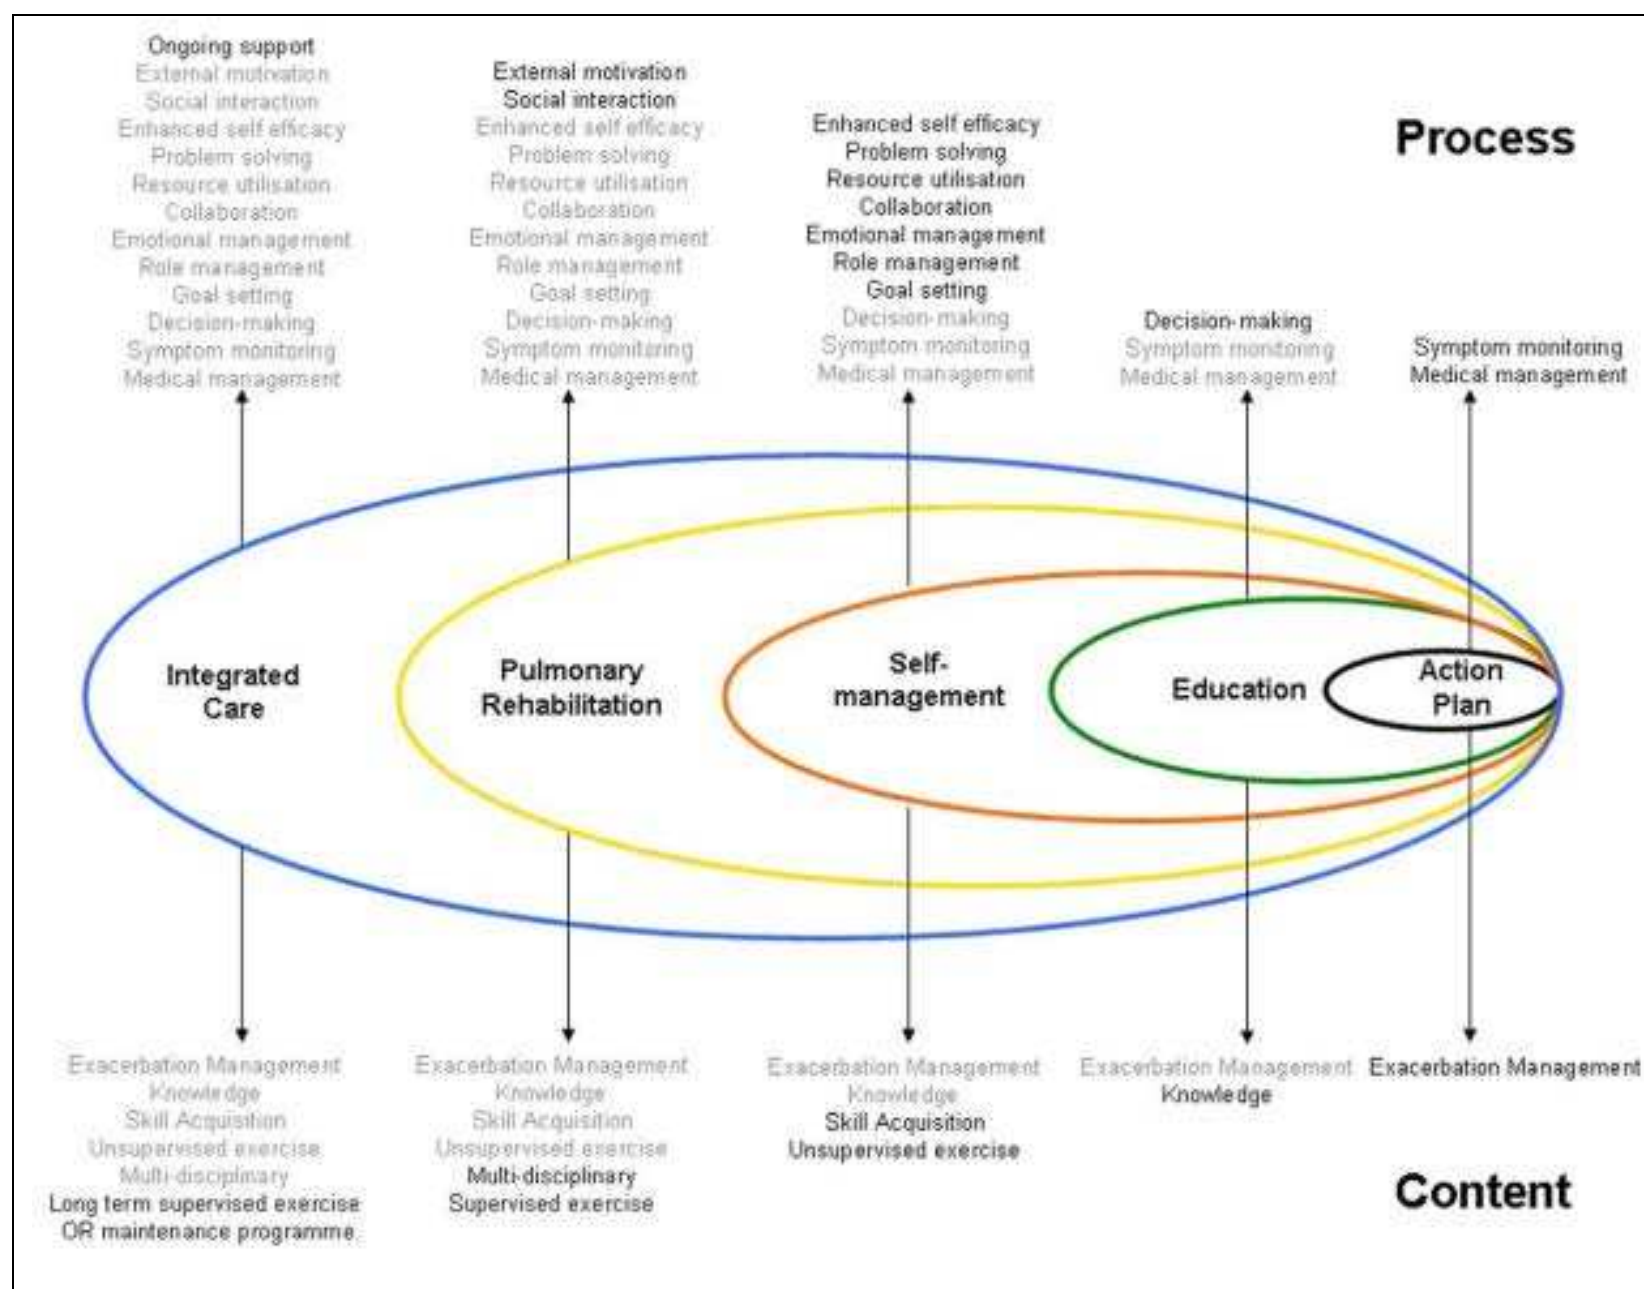 Ongoing support
External motivation
Social interaction
Enhanced self efficacy
Problem solving
Resource utilisation
Collaboration
Emotional management
Role management
Goal setting
Decision-making
Symptom monitoring
Medical management
External motivation
Social interaction
Enhanced self efficacy
Problem solving
Resource utilisation
Collaboration
Emotional management
Role management
Goal setting
Decision-making
Symptom monitoring
Medical management
Enhanced self efficacy
Problem solving
Resource utilisation
Collaboration
Emotional management
Role management
Goal setting
Decision-making
Symptom monitoring
Medical management
Decision-making
Symptom monitoring
Medical management
Process
Symptom monitoring
Medical management
Integrated
Care
Pulmonary
Rehabilitation
Self-
management
Education
Action
Plan
Exacerbation Management
Knowledge
Skill Acquisition
Unsupervised exercise
Multi-disciplinary
Long term supervised exercise
OR maintenance programme
Exacerbation Management
Knowledge
Skill Acquisition
Unsupervised exercise
Multi-disciplinary
Supervised exercise
Exacerbation Management
Knowledge
Skill Acquisition
Unsupervised exercise
Exacerbation Management
Knowledge
Exacerbation Management
Content